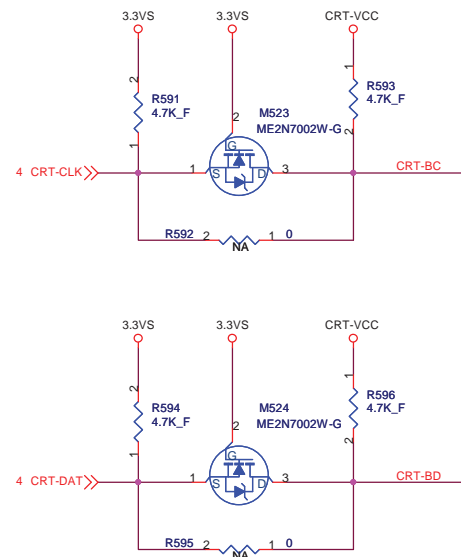 3.3VS 3.3VS CRT-VCC
2 1
R591 R593
4.7K_F M523 4.7K_F
2 ME2N7002W-G
1 2
G
4 CRT-CLK 1 S D 3 CRT-BC
R592 2 1 0
NA
3.3VS 3.3VS CRT-VCC
2 1
R594 R596
4.7K_F M524 4.7K_F
2 ME2N7002W-G
1 2
G
4 CRT-DAT 1 S D 3 CRT-BD
R595 2 1 0
NA